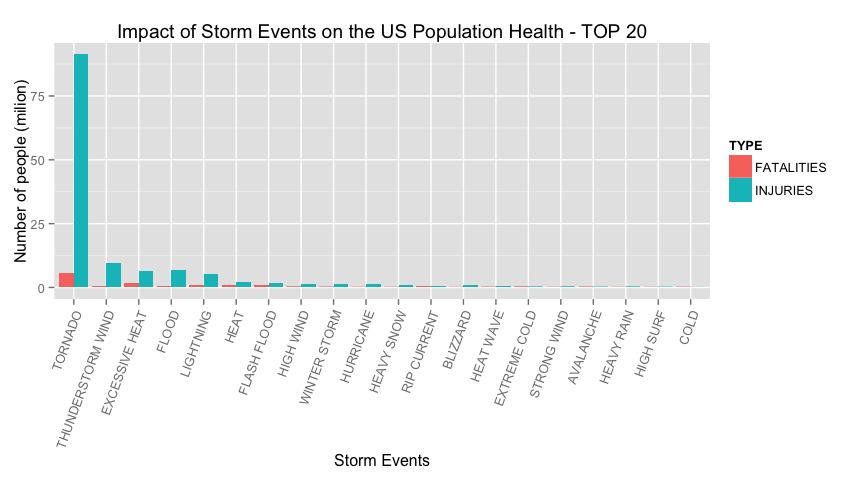 Impact of Storm Events on the US Population Health - TOP 20
Number of people (milion)
75
50
25
0
TORNADO
THUNDERSTORM WIND
EXCESSIVE HEAT
FLOOD
LIGHTNING
HEAT
FLASH FLOOD
HIGH WIND
WINTER STORM
HURRICANE
HEAVY SNOW
RIP CURRENT
BLIZZARD
HEAT WAVE
EXTREME COLD
STRONG WIND
AVALANCHE
HEAVY RAIN
HIGH SURF
COLD
Storm Events
TYPE
FATALITIES
INJURIES